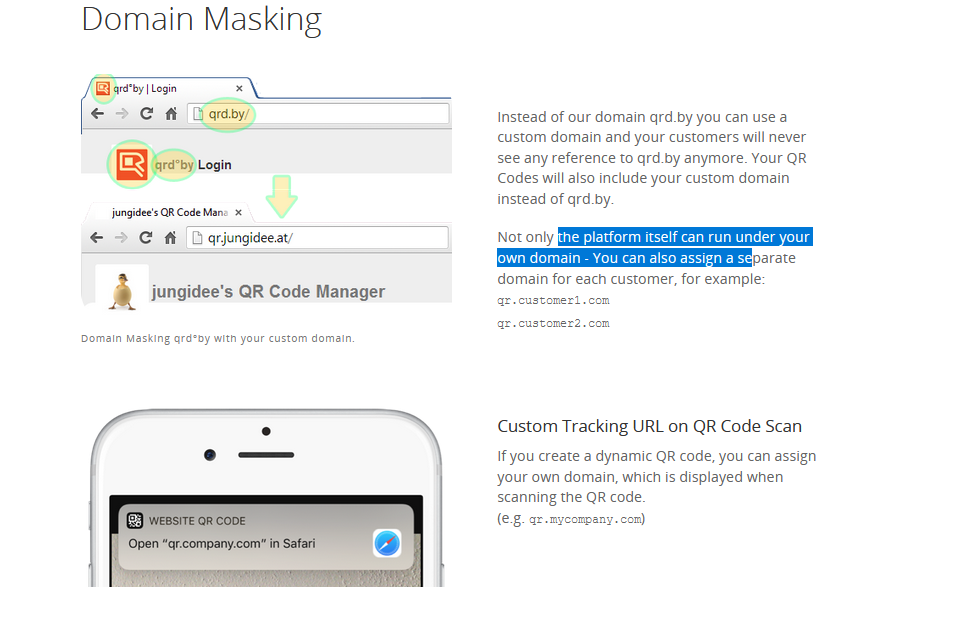 Domain Masking
qrd°by | Login
qrd.by/
qrd°by Login
jungidee's QR Code Mana
qr.jungidee.at/
jungidee's QR Code Manager
Domain Masking qrd°by with your custom domain.
Instead of our domain qrd.by you can use a
custom domain and your customers will never
see any reference to qrd.by anymore. Your QR
Codes will also include your custom domain
instead of qrd.by.
Not only the platform itself can run under your
own domain - You can also assign a separate
domain for each customer, for example:
qr.customer1.com
qr.customer2.com
WEBSITE QR CODE
Open “qr.company.com” in Safari
Custom Tracking URL on QR Code Scan
If you create a dynamic QR code, you can assign
your own domain, which is displayed when
scanning the QR code.
(e.g. qr.mycompany.com)